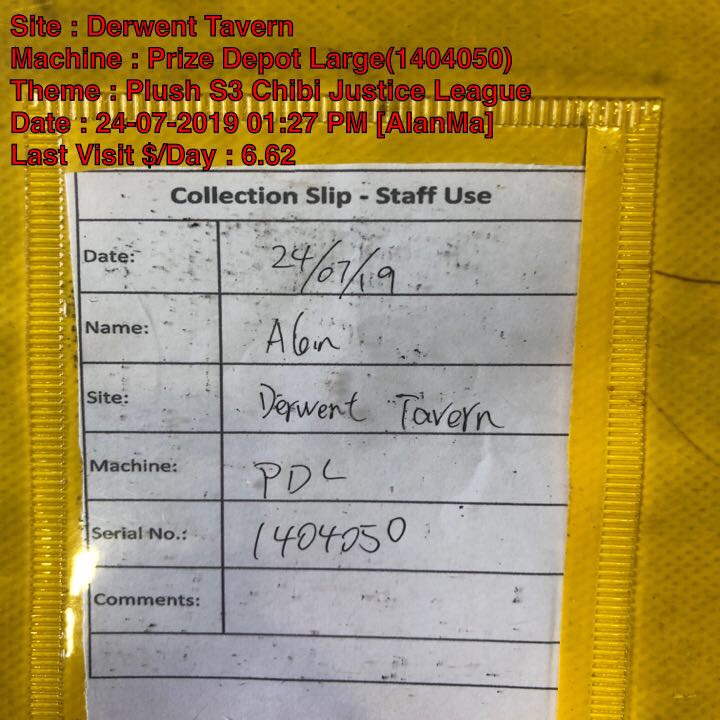 Site : Derwent Tavern
Machine : Prize Depot Large(1404050)
Theme : Plush S3 Chibi Justice League
Date : 24-07-2019 01:27 PM [AlanMa]
Last Visit $/Day : 6.62
Collection Slip - Staff Use
Date: 24/07/19
Name:
Site: Derwent Tavern
Machine: PDL
Serial No.: 1404050
Comments: